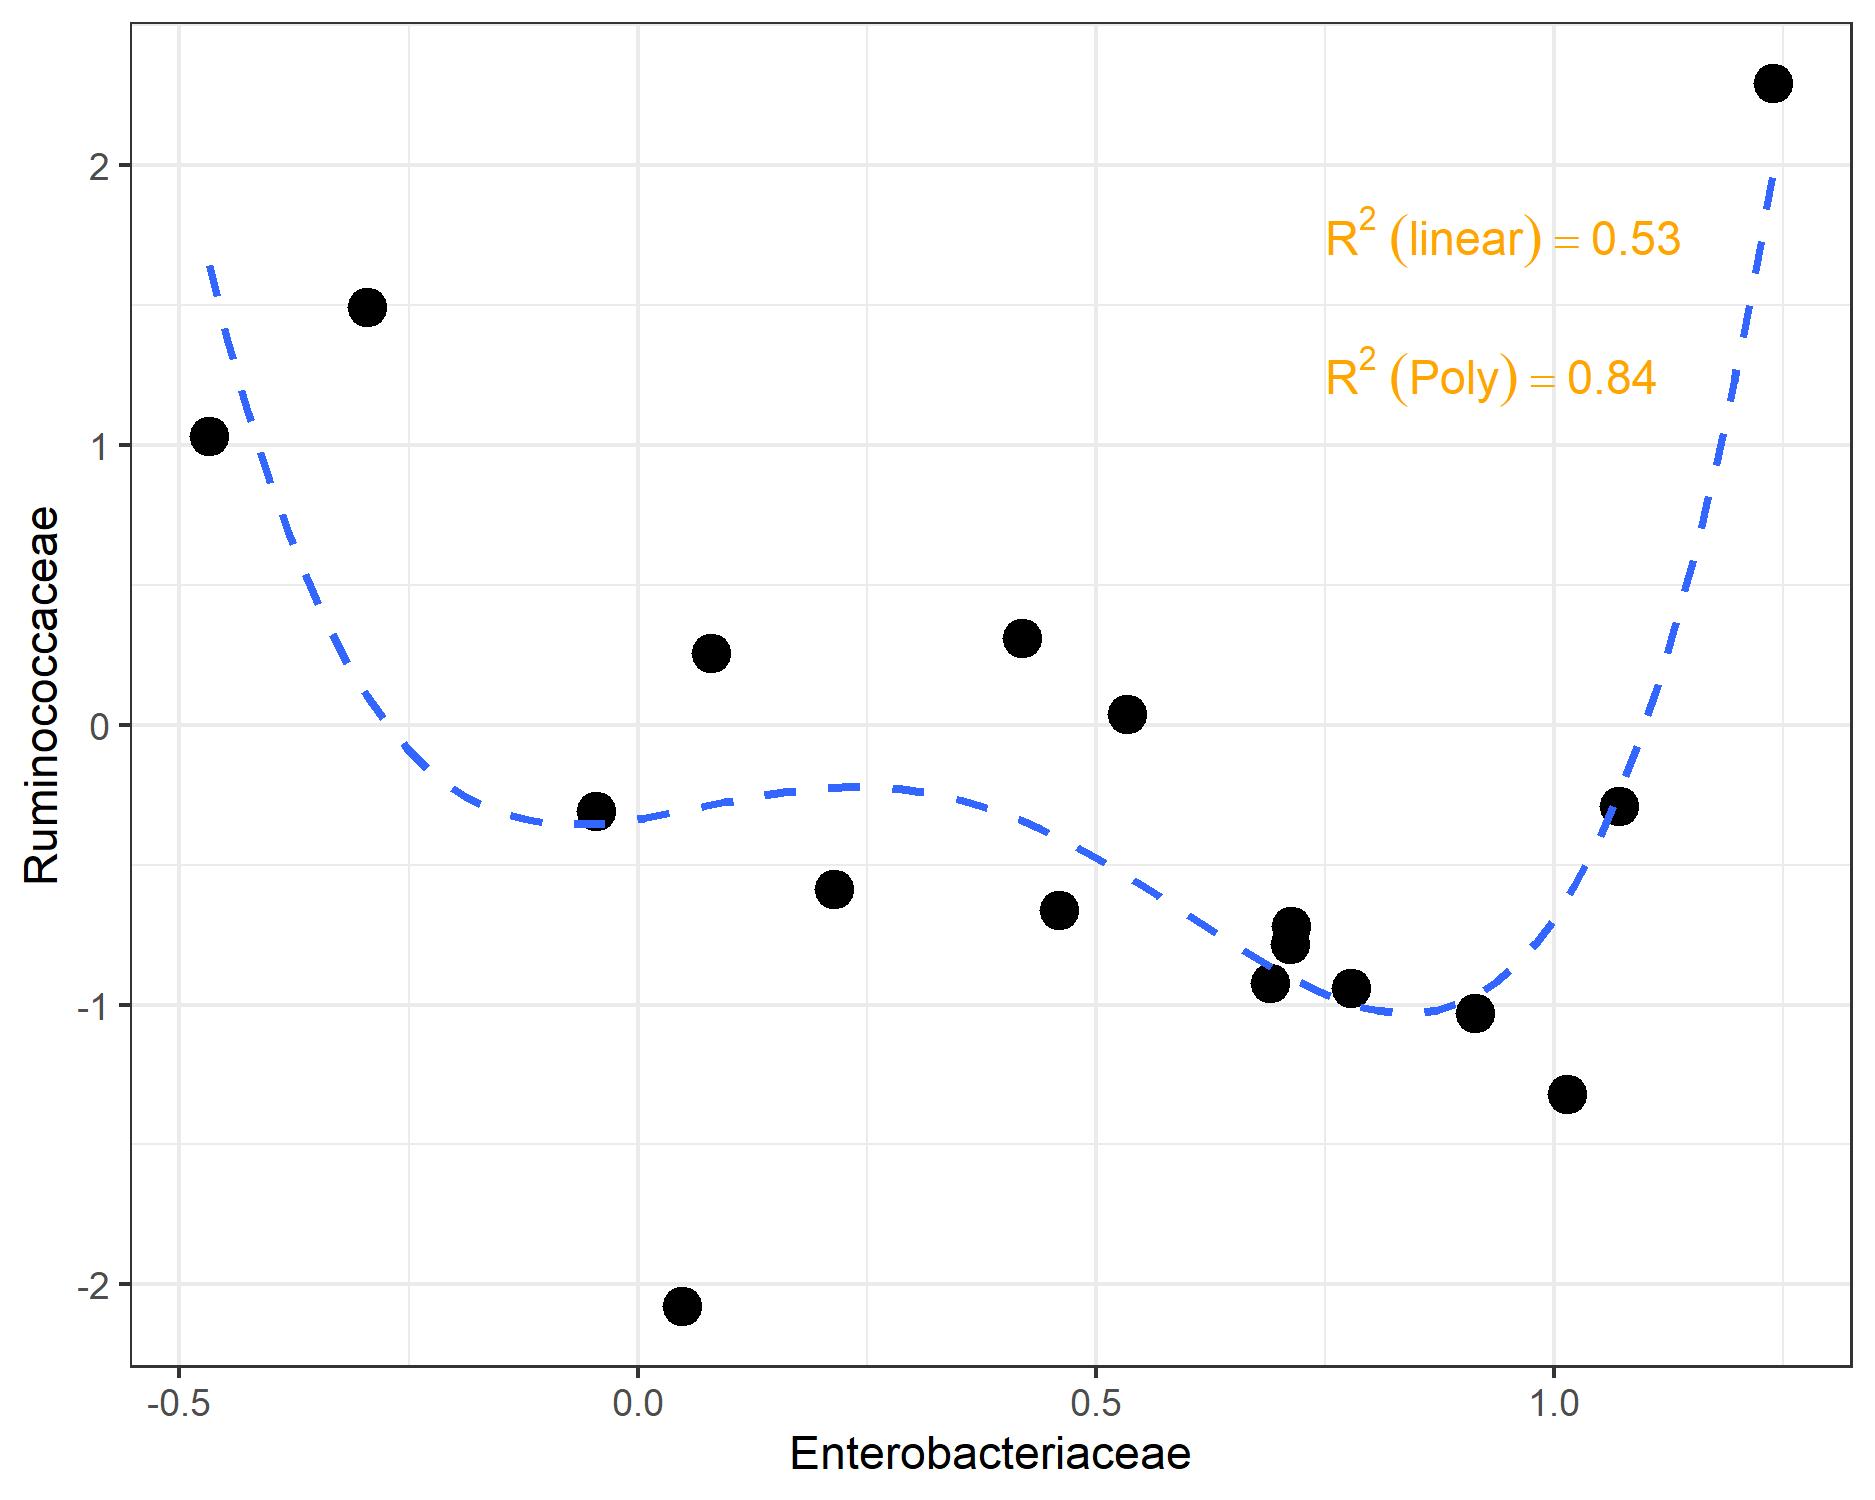 2
R² (linear) = 0.53
R² (Poly) = 0.84
1
0
-1
-2
Ruminococcaceae
-0.5 0.0 0.5 1.0
Enterobacteriaceae